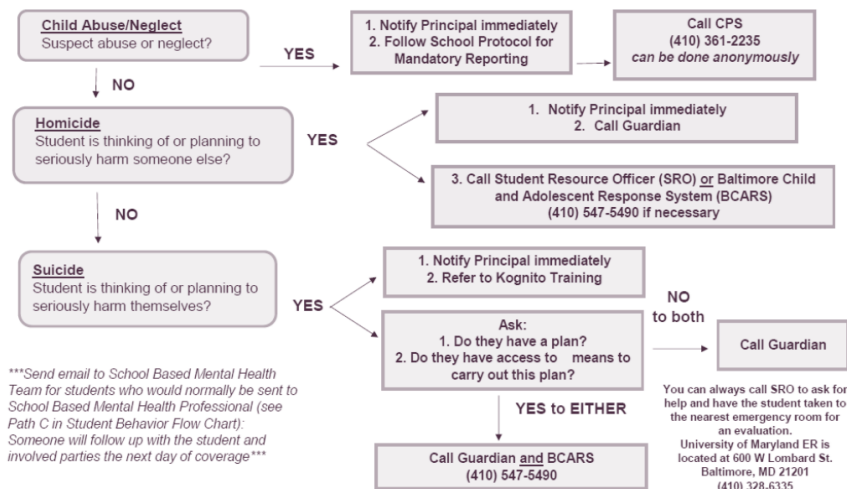 Child Abuse/Neglect
Suspect abuse or neglect?
YES
1. Notify Principal immediately
2. Follow School Protocol for
Mandatory Reporting
Call CPS
(410) 361-2235
can be done anonymously
NO
Homicide
Student is thinking of or planning to
seriously harm someone else?
YES
1. Notify Principal immediately
2. Call Guardian
3. Call Student Resource Officer (SRO) or Baltimore Child
and Adolescent Response System (BCARS)
(410) 547-5490 if necessary
NO
Suicide
Student is thinking of or planning to
seriously harm themselves?
YES
1. Notify Principal immediately
2. Refer to Kognito Training
Ask:
1. Do they have a plan?
2. Do they have access to means to
carry out this plan?
NO
to both
Call Guardian
YES to EITHER
Call Guardian and BCARS
(410) 547-5490
***Send email to School Based Mental Health
Team for students who would normally be sent to
School Based Mental Health Professional (see
Path C in Student Behavior Flow Chart):
Someone will follow up with the student and
involved parties the next day of coverage***
You can always call SRO to ask for
help and have the student taken to
the nearest emergency room for
an evaluation.
University of Maryland ER is
located at 600 W Lombard St.
Baltimore, MD 21201
(410) 328-6335